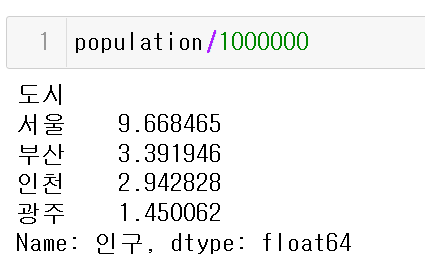 1 population/1000000
도시
서울 9.668465
부산 3.391946
인천 2.942828
광주 1.450062
Name: 인구, dtype: float64